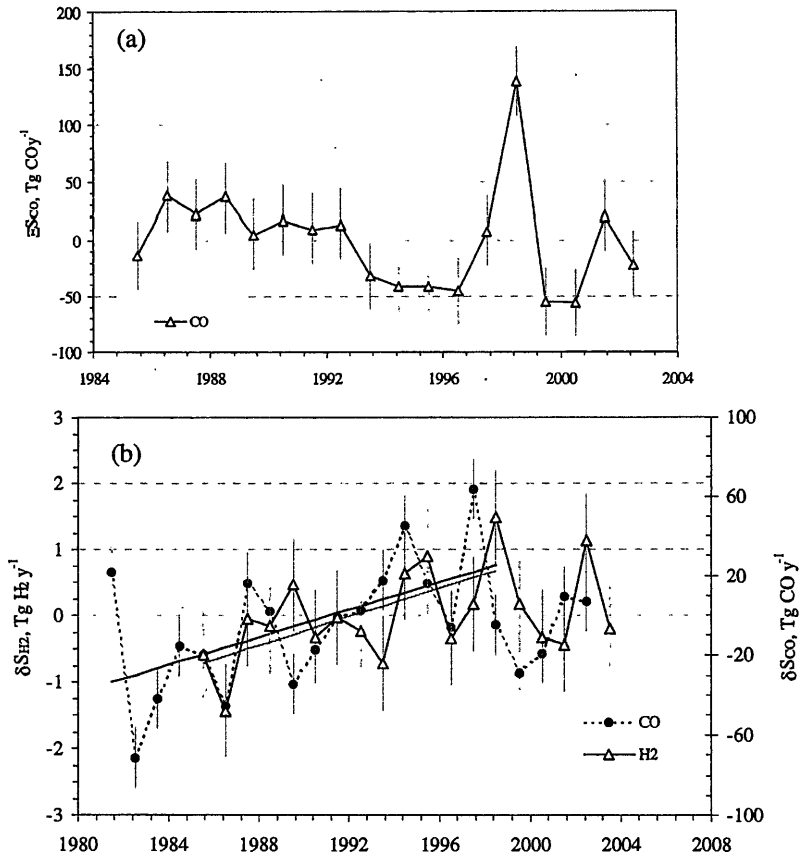 200
(a)
150
100
50
0
-50
-100
ΞSco, Tg CO y⁻¹
CO
1984 1988 1992 1996 2000 2004
3 100
(b)
2 60
1 20
0
-1 -20
-2 -60
-3 -100
δSH2, Tg H2 y⁻¹
δSco, Tg CO y⁻¹
CO
H2
1980 1984 1988 1992 1996 2000 2004 2008